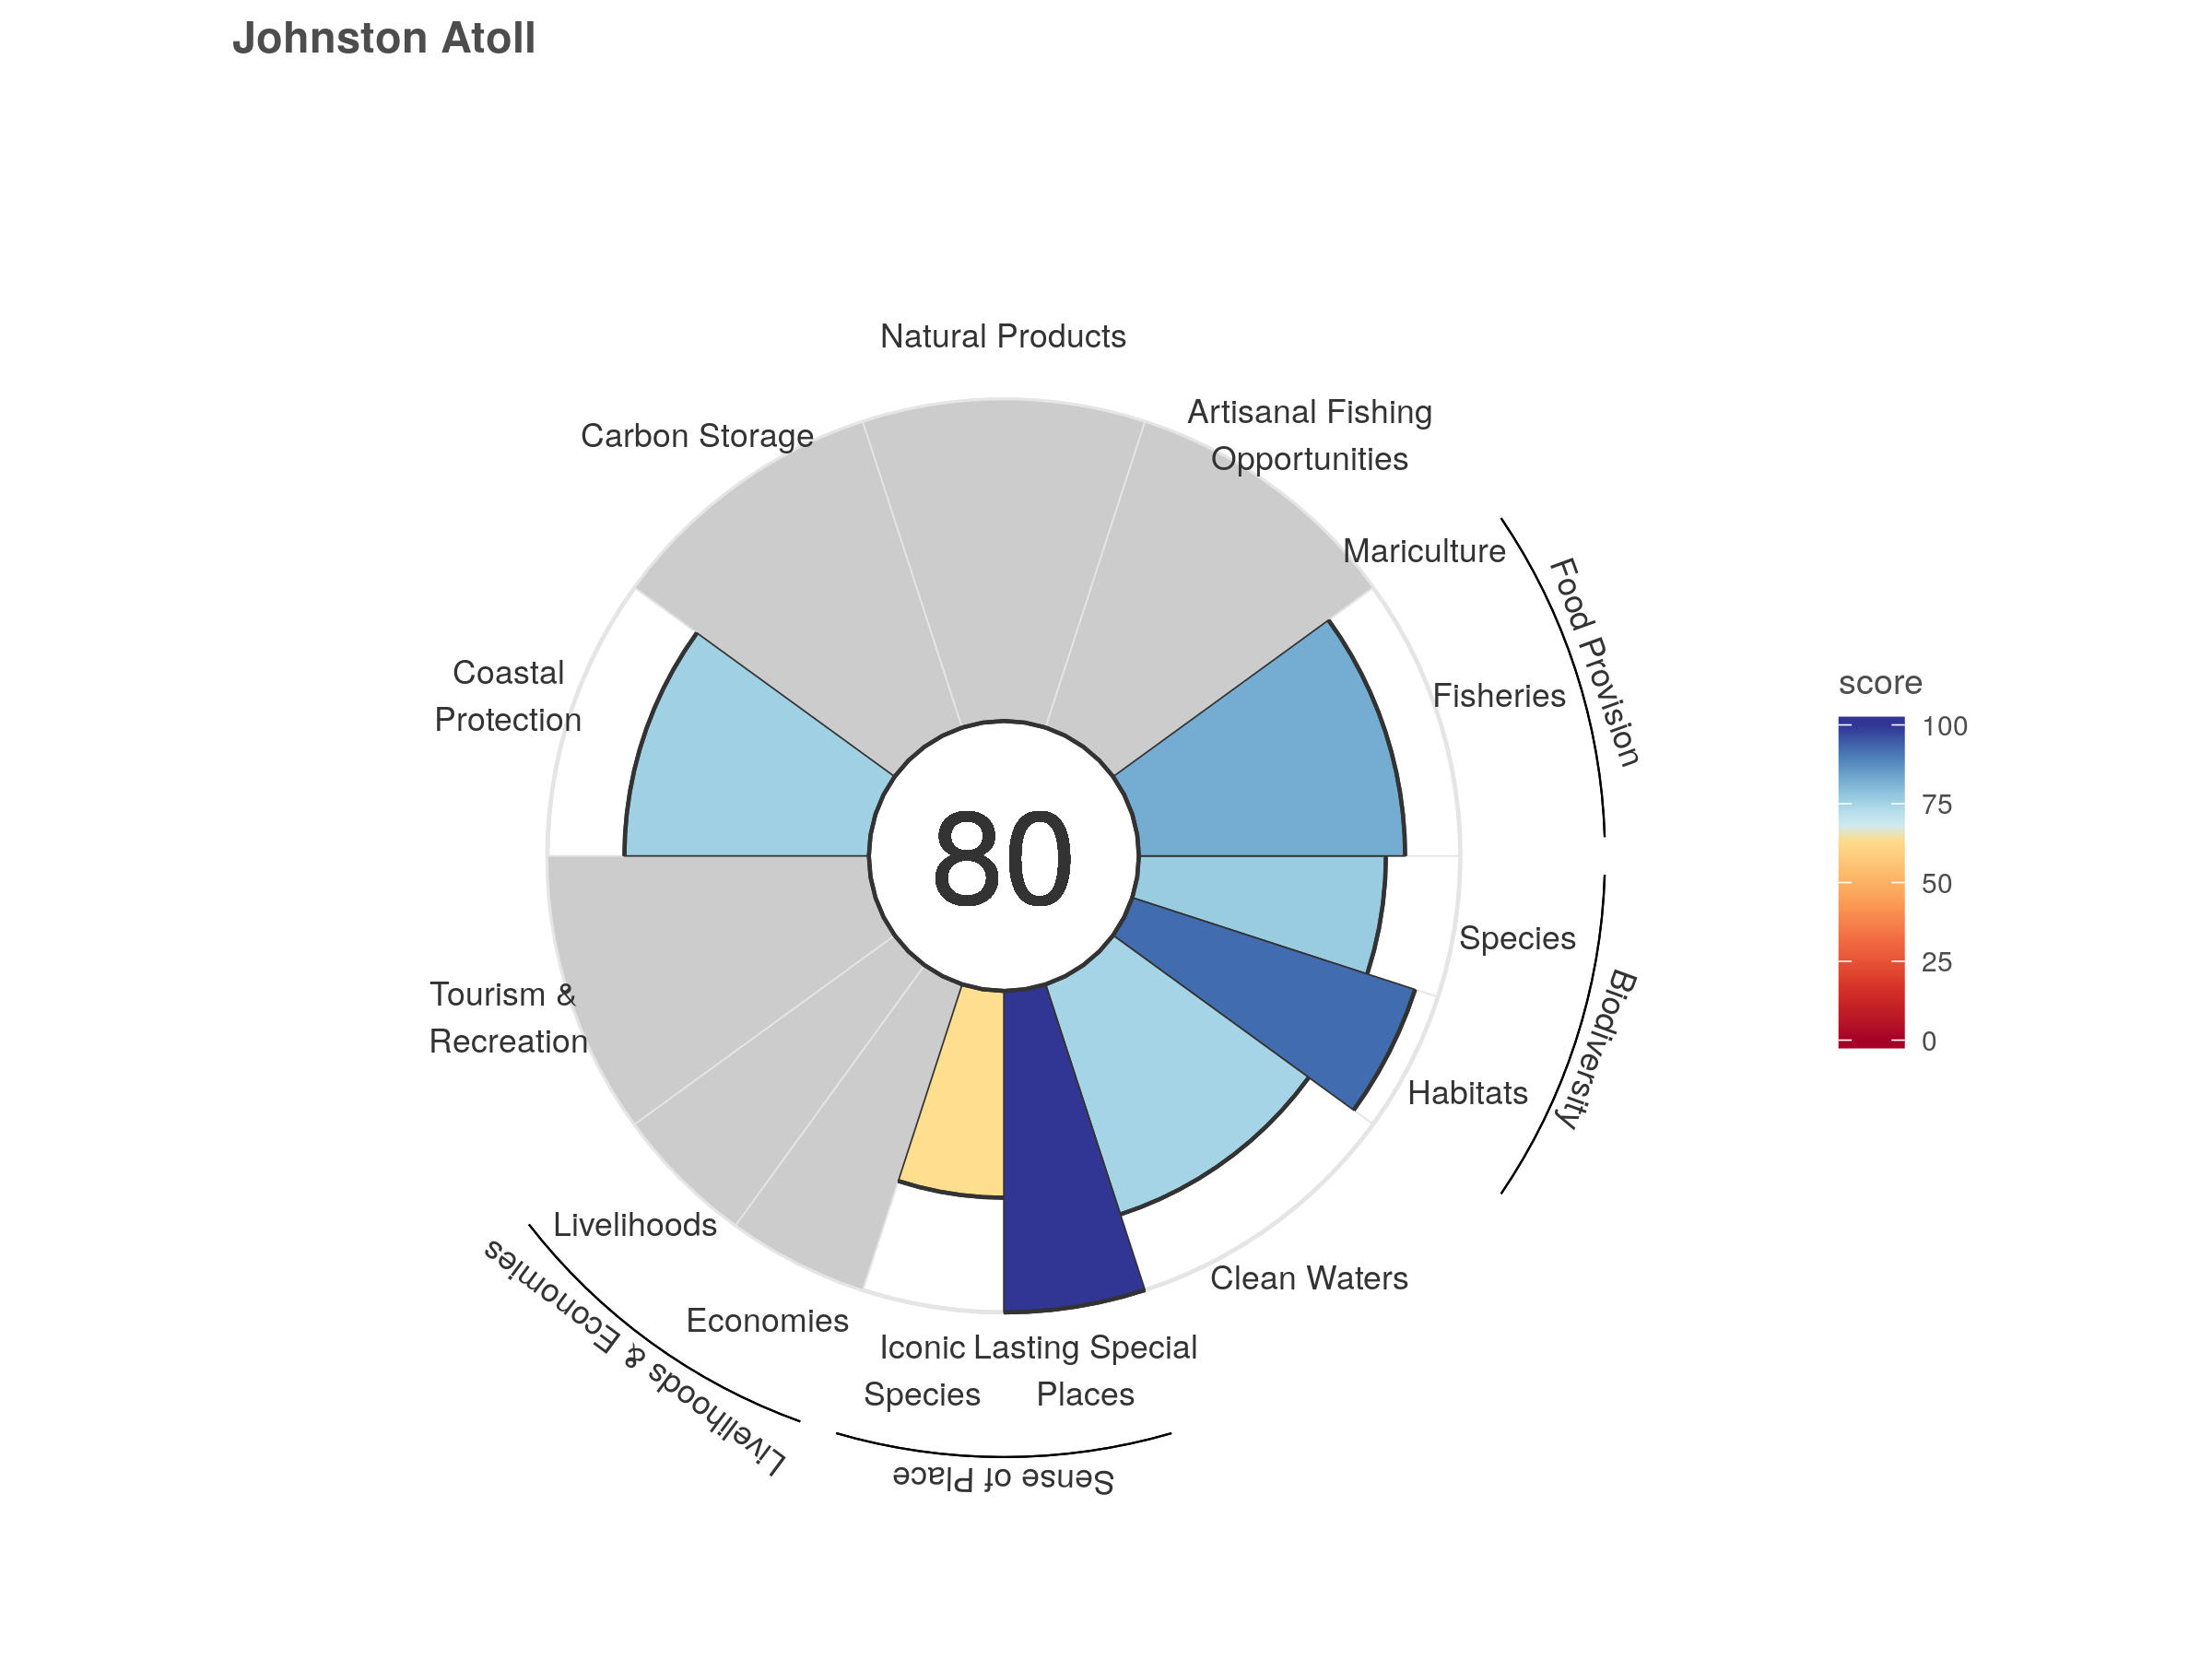 Johnston Atoll
Natural Products
Carbon Storage
Artisanal Fishing
Opportunities
Mariculture
Food Provision
Fisheries
Coastal
Protection
80
score
100
75
50
25
0
Species
Biodiversity
Habitats
Tourism &
Recreation
Livelihoods
Livelihoods & Economies
Economies
Clean Waters
Iconic
Species
Lasting Special
Places
Sense of Place